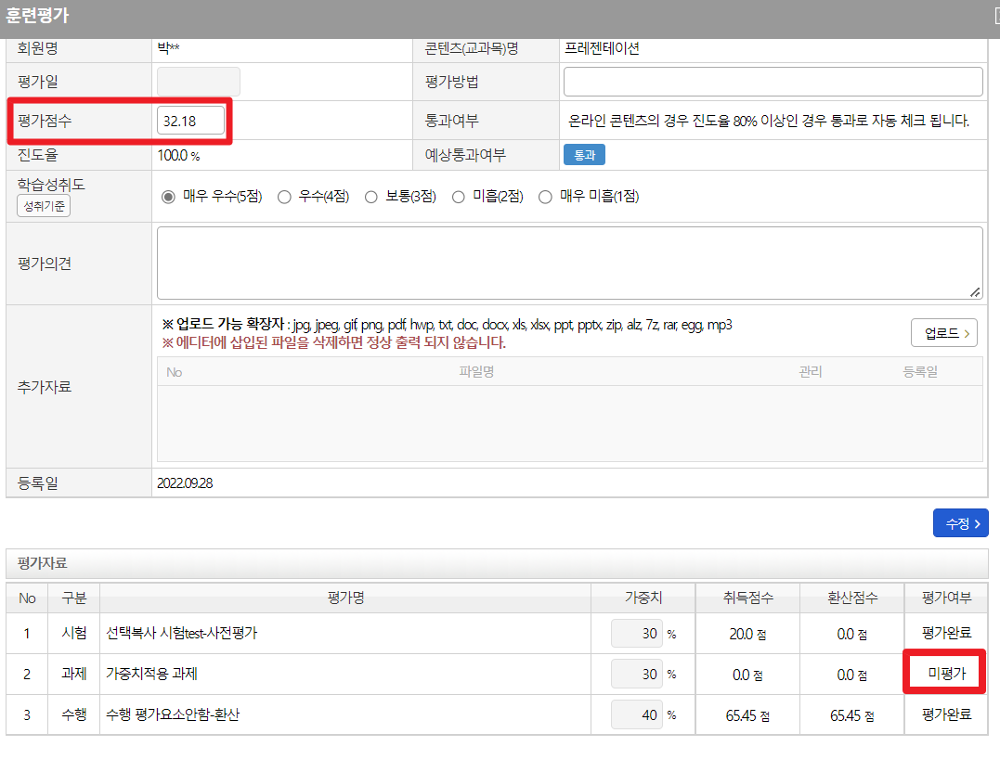 훈련평가
회원명 박** 콘텐츠(교과목)명 프레젠테이션
평가일 평가방법
평가점수 32.18 통과여부 온라인 콘텐츠의 경우 진도율 80% 이상인 경우 통과로 자동 체크 됩니다.
진도율 100.0 % 예상통과여부 통과
학습성취도
성취기준
매우 우수(5점) 우수(4점) 보통(3점) 미흡(2점) 매우 미흡(1점)
평가의견
추가자료
※ 업로드 가능 확장자 : jpg, jpeg, gif, png, pdf, hwp, txt, doc, docx, xls, xlsx, ppt, pptx, zip, alz, 7z, rar, egg, mp3
※ 에디터에 삽입된 파일을 삭제하면 정상 출력 되지 않습니다.
업로드 >
No 파일명 관리 등록일
등록일 2022.09.28
수정 >
평가자료
No 구분 평가명 가중치 취득점수 환산점수 평가여부
1 시험 선택복사 시험test-사전평가 30 % 20.0 점 0.0 점 평가완료
2 과제 가중치적용 과제 30 % 0.0 점 0.0 점 미평가
3 수행 수행 평가요소안함-환산 40 % 65.45 점 65.45 점 평가완료